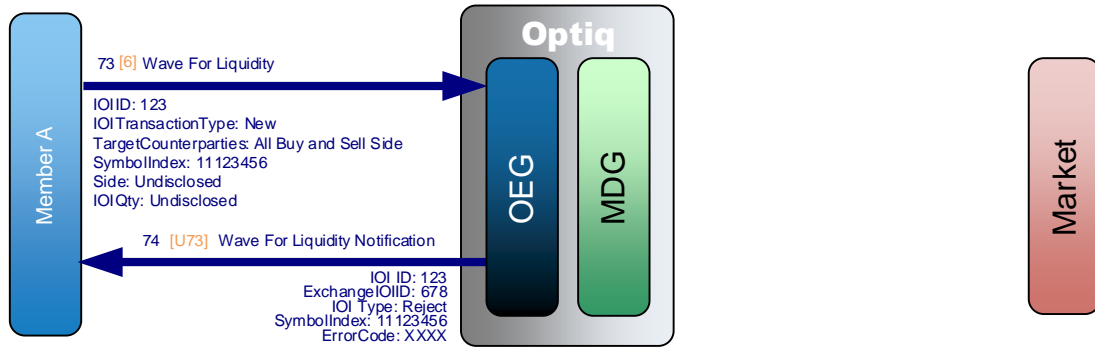 Optiq
73 [6] Wave For Liquidity
IOIID: 123
IOITransactionType: New
TargetCounterparties: All Buy and Sell Side
SymbolIndex: 11123456
Side: Undisclosed
IOIQty: Undisclosed
Member A
OEG
MDG
Market
74 [U73] Wave For Liquidity Notification
IOI ID: 123
ExchangeIOIID: 678
IOI Type: Reject
SymbolIndex: 11123456
ErrorCode: XXXX